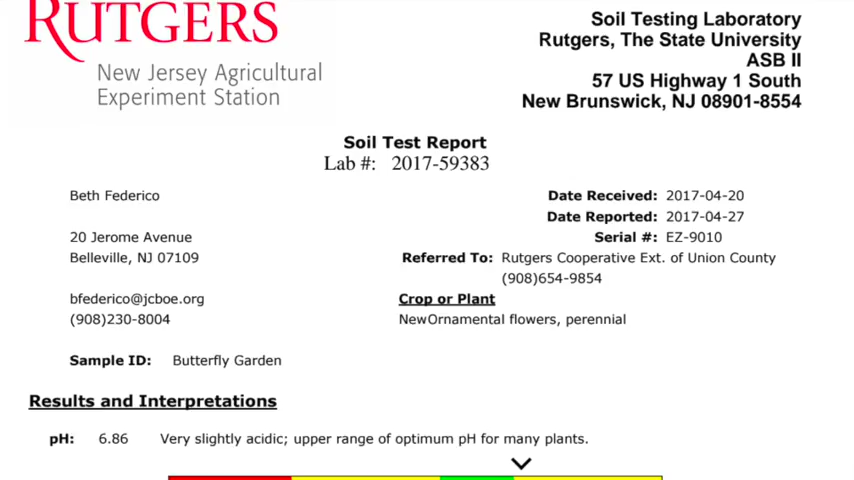 RUTGERS
New Jersey Agricultural
Experiment Station
Soil Testing Laboratory
Rutgers, The State University
ASB II
57 US Highway 1 South
New Brunswick, NJ 08901-8554
Soil Test Report
Lab #: 2017-59383
Beth Federico
Date Received: 2017-04-20
Date Reported: 2017-04-27
20 Jerome Avenue
Serial #: EZ-9010
Belleville, NJ 07109
Referred To: Rutgers Cooperative Ext. of Union County
(908)654-9854
bfederico@jcboe.org
Crop or Plant
(908)230-8004
NewOrnamental flowers, perennial
Sample ID: Butterfly Garden
Results and Interpretations
pH: 6.86 Very slightly acidic; upper range of optimum pH for many plants.